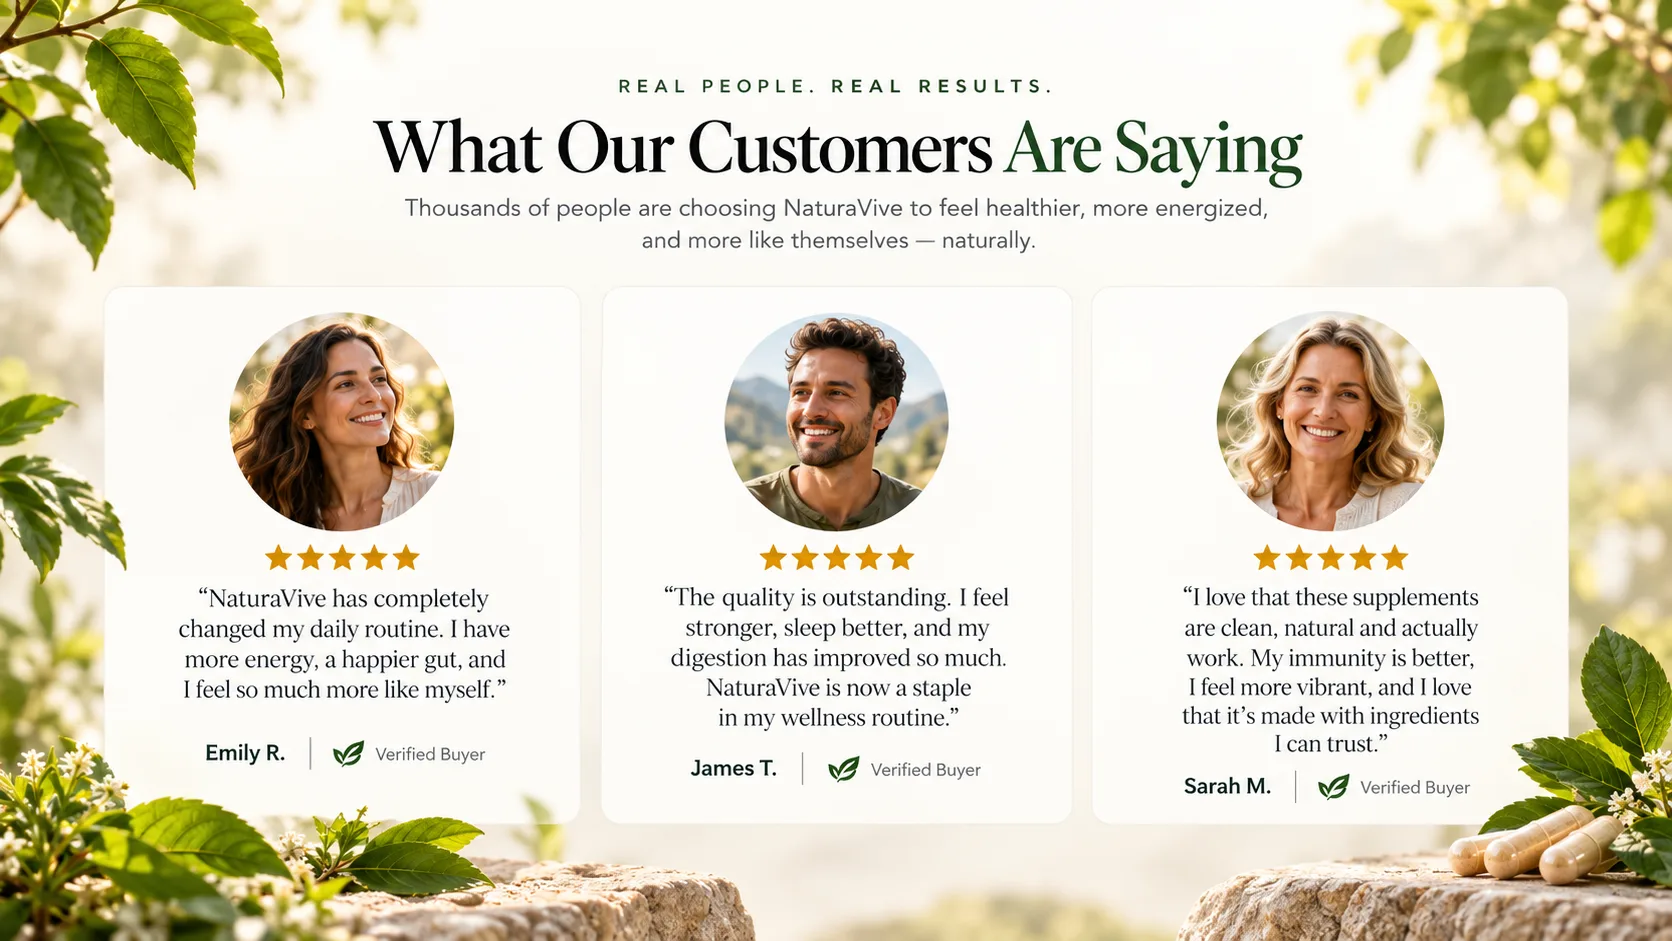 REAL PEOPLE. REAL RESULTS.
What Our Customers Are Saying
Thousands of people are choosing NaturaVive to feel healthier, more energized,
and more like themselves — naturally.
“NaturaVive has completely
changed my daily routine. I have
more energy, a happier gut, and
I feel so much more like myself.”
Emily R.
Verified Buyer
“The quality is outstanding. I feel
stronger, sleep better, and my
digestion has improved so much.
NaturaVive is now a staple
in my wellness routine.”
James T.
Verified Buyer
“I love that these supplements
are clean, natural and actually
work. My immunity is better,
I feel more vibrant, and I love
that it’s made with ingredients
I can trust.”
Sarah M.
Verified Buyer